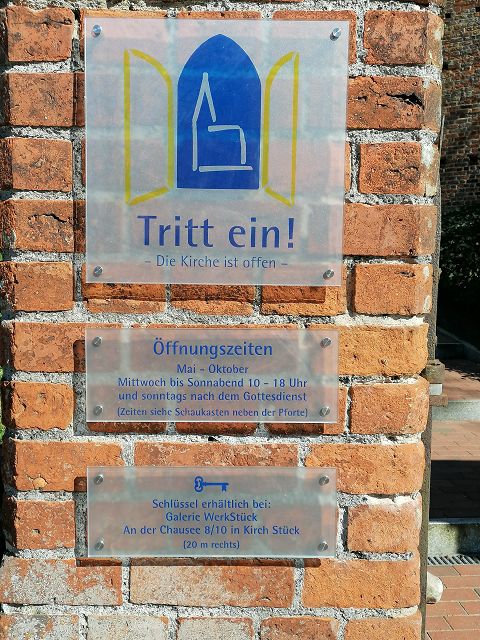 Tritt ein!
- Die Kirche ist offen -
Öffnungszeiten
Mai - Oktober
Mittwoch bis Sonnabend 10 - 18 Uhr
und sonntags nach dem Gottesdienst
(Zeiten siehe Schaukasten neben der Pforte)
Schlüssel erhältlich bei:
Galerie WerkStück
An der Chausee 8/10 in Kirch Stück
(20 m rechts)